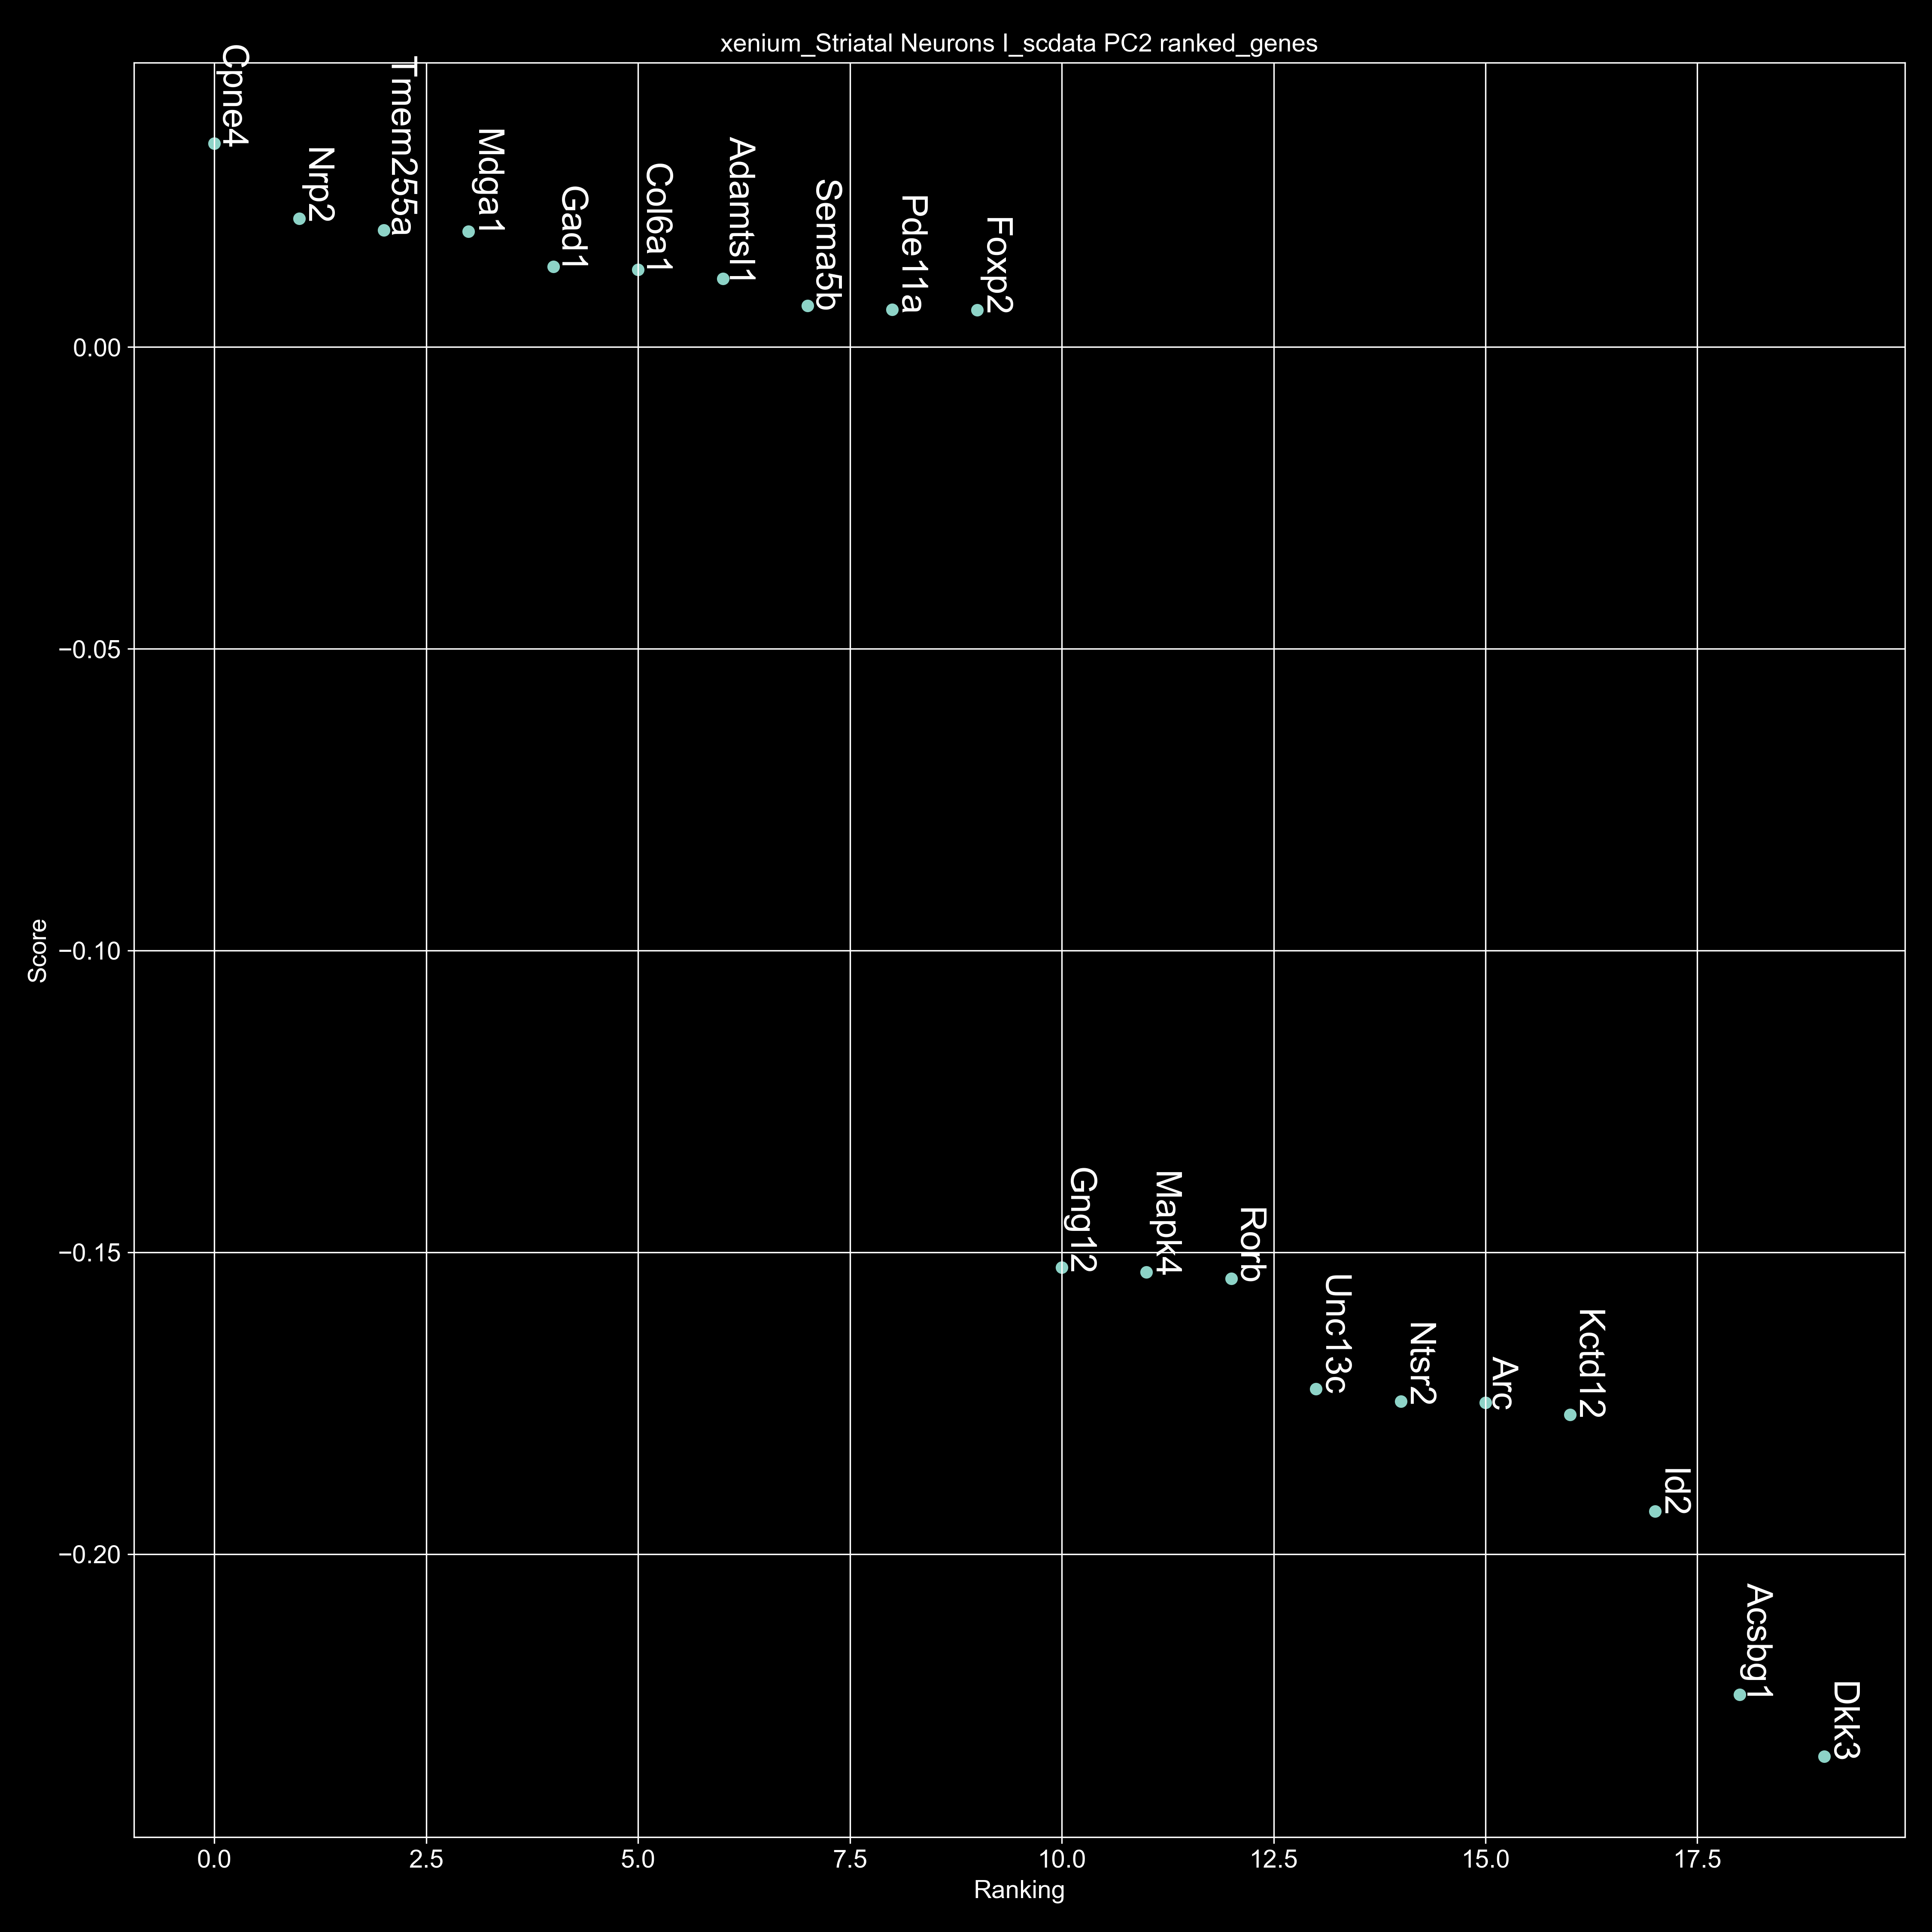 xenium_Striatal Neurons I_scdata PC2 ranked_genes
Cpne4
Nrp2
Tmem255a
Mdga1
Gad1
Col6a1
Adamtsl1
Sema5b
Pde11a
Foxp2
Gng12
Mapk4
Rorb
Unc13c
Ntsr2
Arc
Kctd12
Id2
Acsbg1
Dkk3
0.00
−0.05
−0.10
−0.15
−0.20
Score
0.0 2.5 5.0 7.5 10.0 12.5 15.0 17.5
Ranking